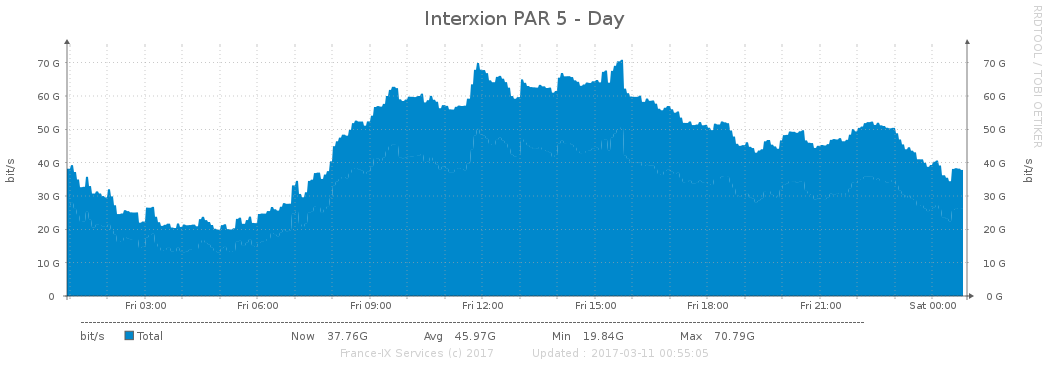 Interxion PAR 5 - Day
RRDTOOL / TOBI OETIKER
bit/s
70 G 70 G
60 G 60 G
50 G 50 G
40 G 40 G
30 G 30 G
20 G 20 G
10 G 10 G
0 0 G
bit/s
Fri 03:00 Fri 06:00 Fri 09:00 Fri 12:00 Fri 15:00 Fri 18:00 Fri 21:00 Sat 00:00
bit/s Total Now 37.76G Avg 45.97G Min 19.84G Max 70.79G
France-IX Services (c) 2017 Updated : 2017-03-11 00:55:05